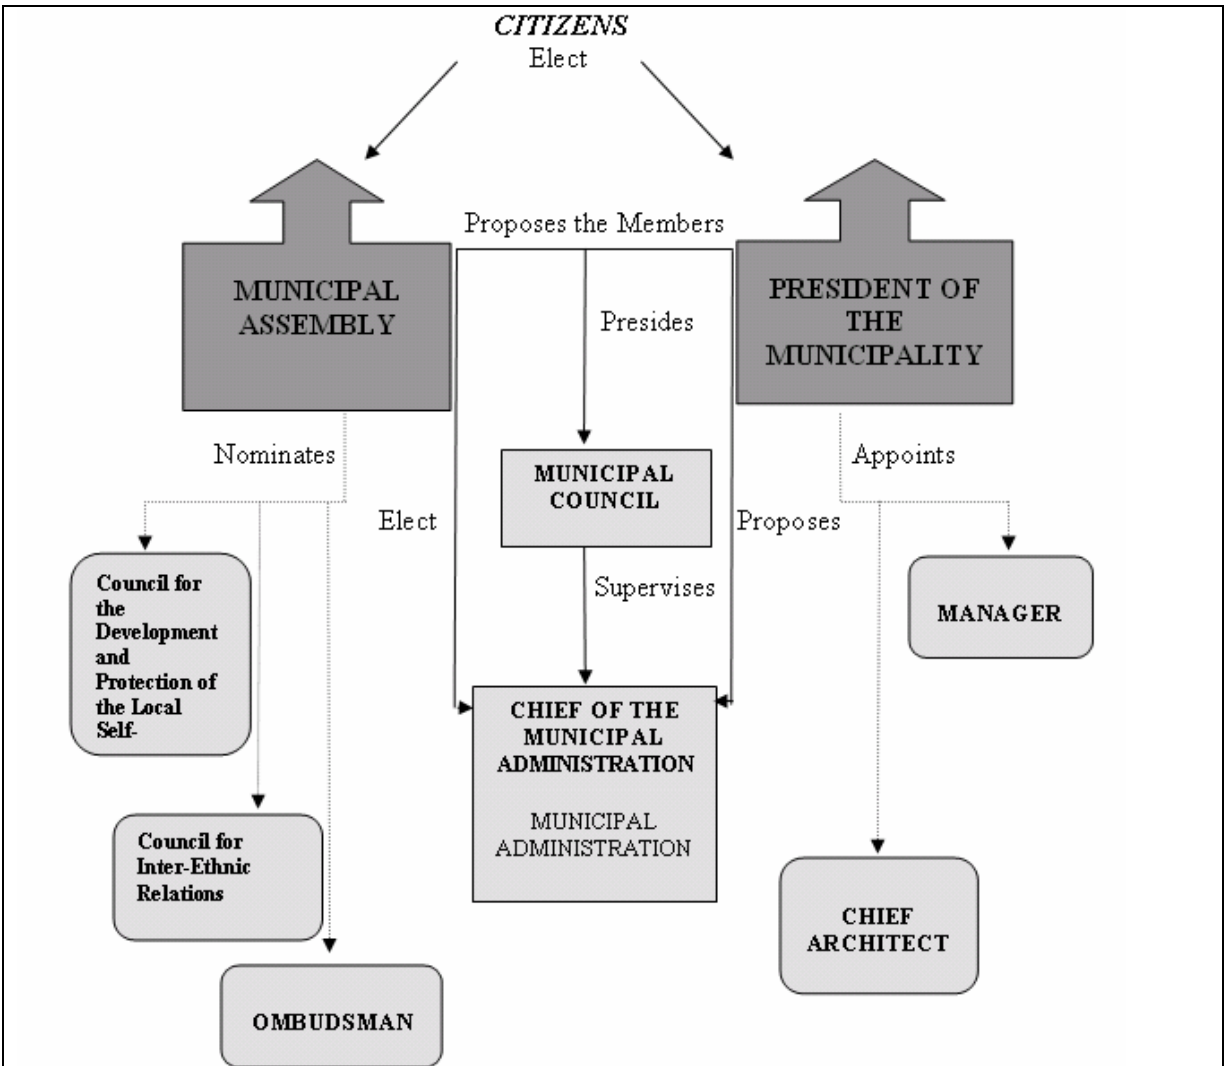 CITIZENS
Elect
Proposes the Members
MUNICIPAL
ASSEMBLY
PRESIDENT OF
THE
MUNICIPALITY
Presides
Nominates
Appoints
MUNICIPAL
COUNCIL
Elect
Proposes
Supervises
Council for
the
Development
and
Protection of
the Local
Self-
MANAGER
CHIEF OF THE
MUNICIPAL
ADMINISTRATION
MUNICIPAL
ADMINISTRATION
Council for
Inter-Ethnic
Relations
CHIEF
ARCHITECT
OMBUDSMAN